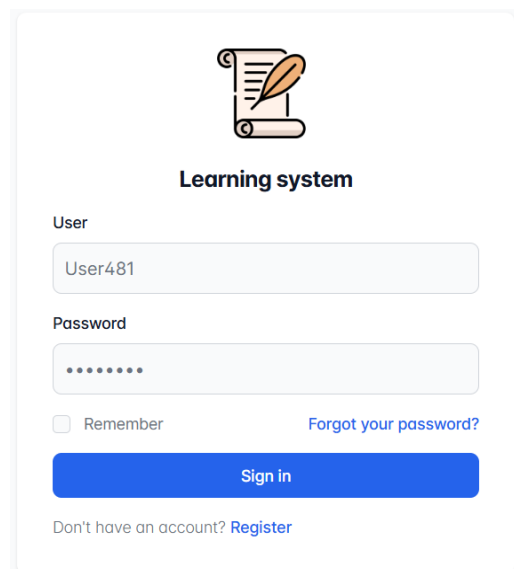 Learning system
User
User481
Password
••••••••
Remember Forgot your password?
Sign in
Don't have an account? Register